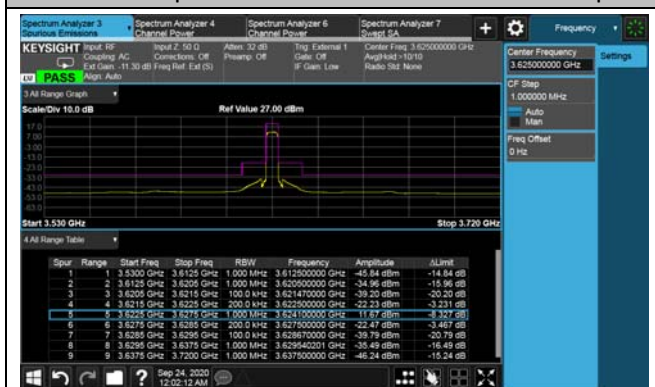 Spectrum Analyzer 3
Spurious Emissions
Spectrum Analyzer 4
Channel Power
Spectrum Analyzer 6
Channel Power
Spectrum Analyzer 7
Swept SA
Frequency
KEYSIGHT
Input: RF
Coupling: AC
Ext Gain: -11.30 dB
Align: Auto
Input Z: 50 Ω
Corrections: Off
Freq Ref: Ext (S)
Atten: 32 dB
Preamp: Off
Trig: External 1
Gate: Off
IF Gain: Low
Center Freq: 3.625000000 GHz
Avg|Hold:>10/10
Radio Std: None
PASS
Center Frequency
3.625000000 GHz
Settings
CF Step
1.000000 MHz
Auto
Man
Freq Offset
0 Hz
3 All Range Graph
Scale/Div 10.0 dB
Ref Value 27.00 dBm
17.0
7.00
-3.00
-13.0
-23.0
-33.0
-43.0
-53.0
-63.0
Start 3.530 GHz
Stop 3.720 GHz
4 All Range Table
Spur Range Start Freq Stop Freq RBW Frequency Amplitude ΔLimit
1 1 3.5300 GHz 3.6125 GHz 1.000 MHz 3.612500000 GHz -45.84 dBm -14.84 dB
2 2 3.6125 GHz 3.6205 GHz 1.000 MHz 3.620500000 GHz -34.96 dBm -15.96 dB
3 3 3.6205 GHz 3.6215 GHz 100.0 kHz 3.621470000 GHz -39.20 dBm -20.20 dB
4 4 3.6215 GHz 3.6225 GHz 200.0 kHz 3.622500000 GHz -22.23 dBm -3.231 dB
5 5 3.6225 GHz 3.6275 GHz 1.000 MHz 3.624100000 GHz 11.67 dBm -8.327 dB
6 6 3.6275 GHz 3.6285 GHz 200.0 kHz 3.627500000 GHz -22.47 dBm -3.467 dB
7 7 3.6285 GHz 3.6295 GHz 100.0 kHz 3.628670000 GHz -39.79 dBm -20.79 dB
8 8 3.6295 GHz 3.6375 GHz 1.000 MHz 3.629540201 GHz -35.49 dBm -16.49 dB
9 9 3.6375 GHz 3.7200 GHz 1.000 MHz 3.637500000 GHz -46.24 dBm -15.24 dB
Sep 24, 2020
12:02:12 AM